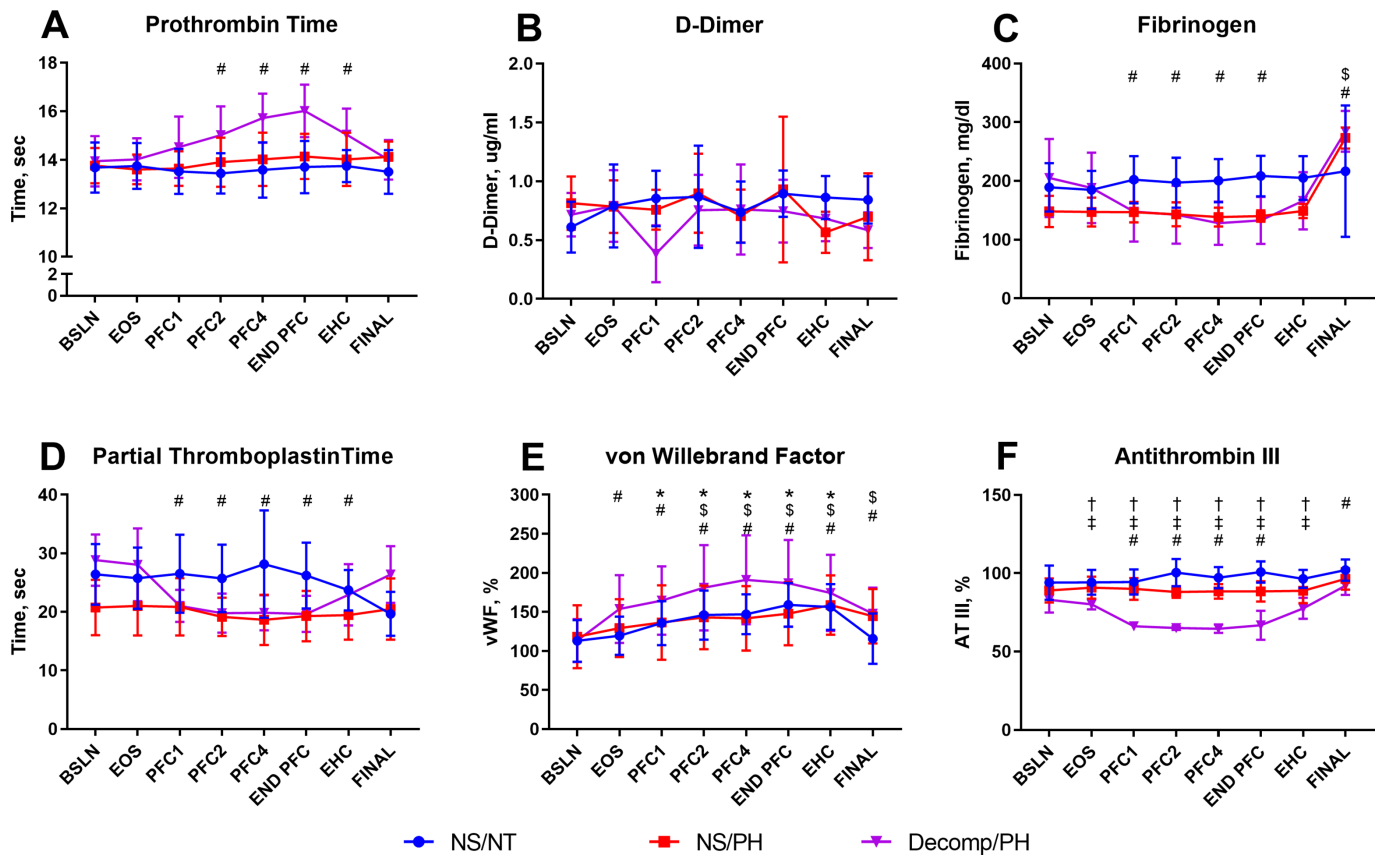 A Prothrombin Time
Time, sec
18
16
14
12
10
2
0
# # # #
BSLN EOS PFC1 PFC2 PFC4 END PFC EHC FINAL
B D-Dimer
D-Dimer, ug/ml
2.0
1.5
1.0
0.5
0.0
BSLN EOS PFC1 PFC2 PFC4 END PFC EHC FINAL
C Fibrinogen
Fibrinogen, mg/dl
400
300
200
100
0
# # # # $
#
BSLN EOS PFC1 PFC2 PFC4 END PFC EHC FINAL
D Partial ThromboplastinTime
Time, sec
40
30
20
10
0
# # # # #
BSLN EOS PFC1 PFC2 PFC4 END PFC EHC FINAL
E von Willebrand Factor
vWF, %
300
250
200
150
100
50
0
# * * * * * $
# $ $ $ $ #
# # # #
BSLN EOS PFC1 PFC2 PFC4 END PFC EHC FINAL
F Antithrombin III
AT III, %
150
100
50
0
† † † † † † #
‡ ‡ ‡ ‡ ‡ ‡
# # # #
BSLN EOS PFC1 PFC2 PFC4 END PFC EHC FINAL
NS/NT NS/PH Decomp/PH